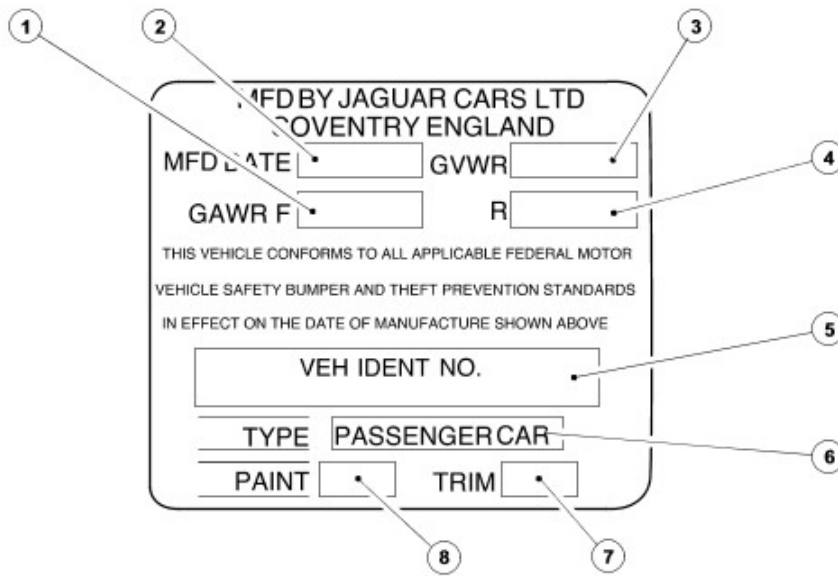 1
2
3
MFD BY JAGUAR CARS LTD
COVENTRY ENGLAND
MFD DATE GVWR
4
GAWR F R
THIS VEHICLE CONFORMS TO ALL APPLICABLE FEDERAL MOTOR
VEHICLE SAFETY BUMPER AND THEFT PREVENTION STANDARDS
IN EFFECT ON THE DATE OF MANUFACTURE SHOWN ABOVE
5
VEH IDENT NO.
TYPE PASSENGER CAR
6
PAINT TRIM
8
7